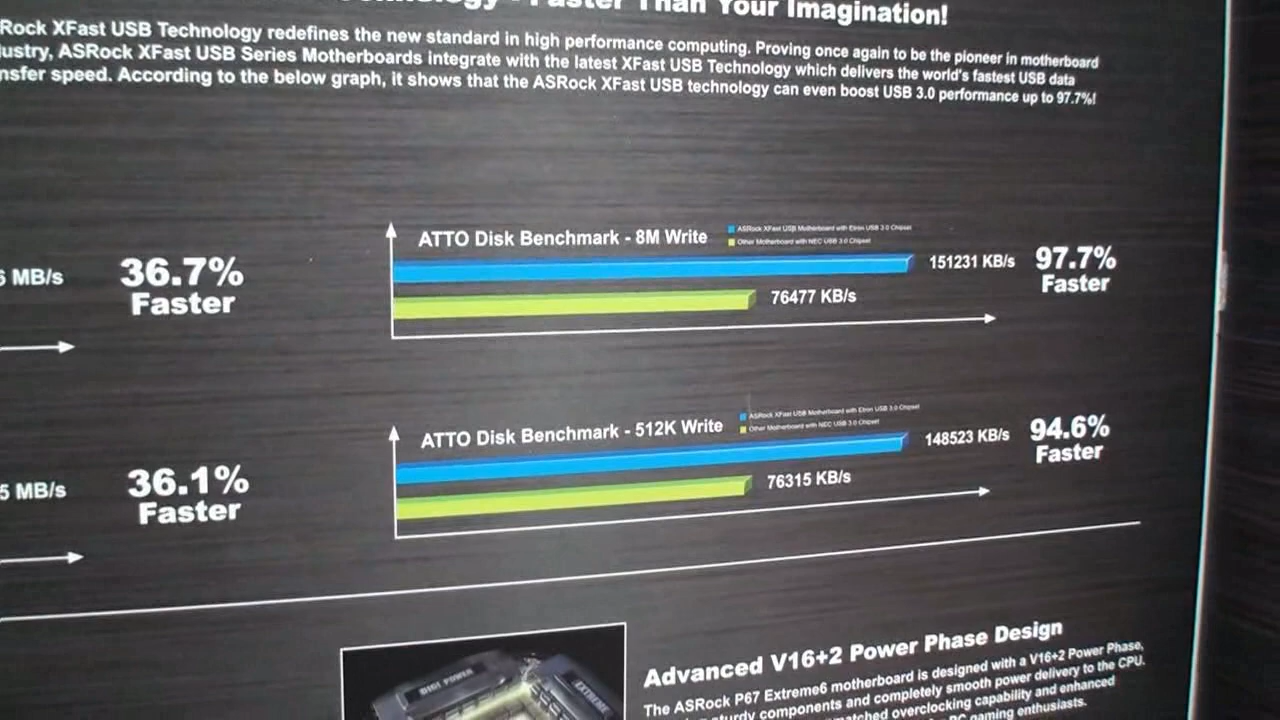 Faster Than Your Imagination!
Rock XFast USB Technology redefines the new standard in high performance computing. Proving once again to be the pioneer in motherboard
ustry, ASRock XFast USB Series Motherboards integrate with the latest XFast USB Technology which delivers the world's fastest USB data
nsfer speed. According to the below graph, it shows that the ASRock XFast USB technology can even boost USB 3.0 performance up to 97.7%!
MB/s
36.7%
Faster
ATTO Disk Benchmark - 8M Write
ASRock XFast USB Motherboard with Etron USB 3.0 Chipset
Other Motherboard with NEC USB 3.0 Chipset
151231 KB/s
76477 KB/s
97.7%
Faster
5 MB/s
36.1%
Faster
ATTO Disk Benchmark - 512K Write
ASRock XFast USB Motherboard with Etron USB 3.0 Chipset
Other Motherboard with NEC USB 3.0 Chipset
148523 KB/s
76315 KB/s
94.6%
Faster
DIGI POWER
EXTREME
Advanced V16+2 Power Phase Design
The ASRock P67 Extreme6 motherboard is designed with a V16+2 Power Phase,
sturdy components and completely smooth power delivery to the CPU.
matched overclocking capability and enhanced
PC gaming enthusiasts.